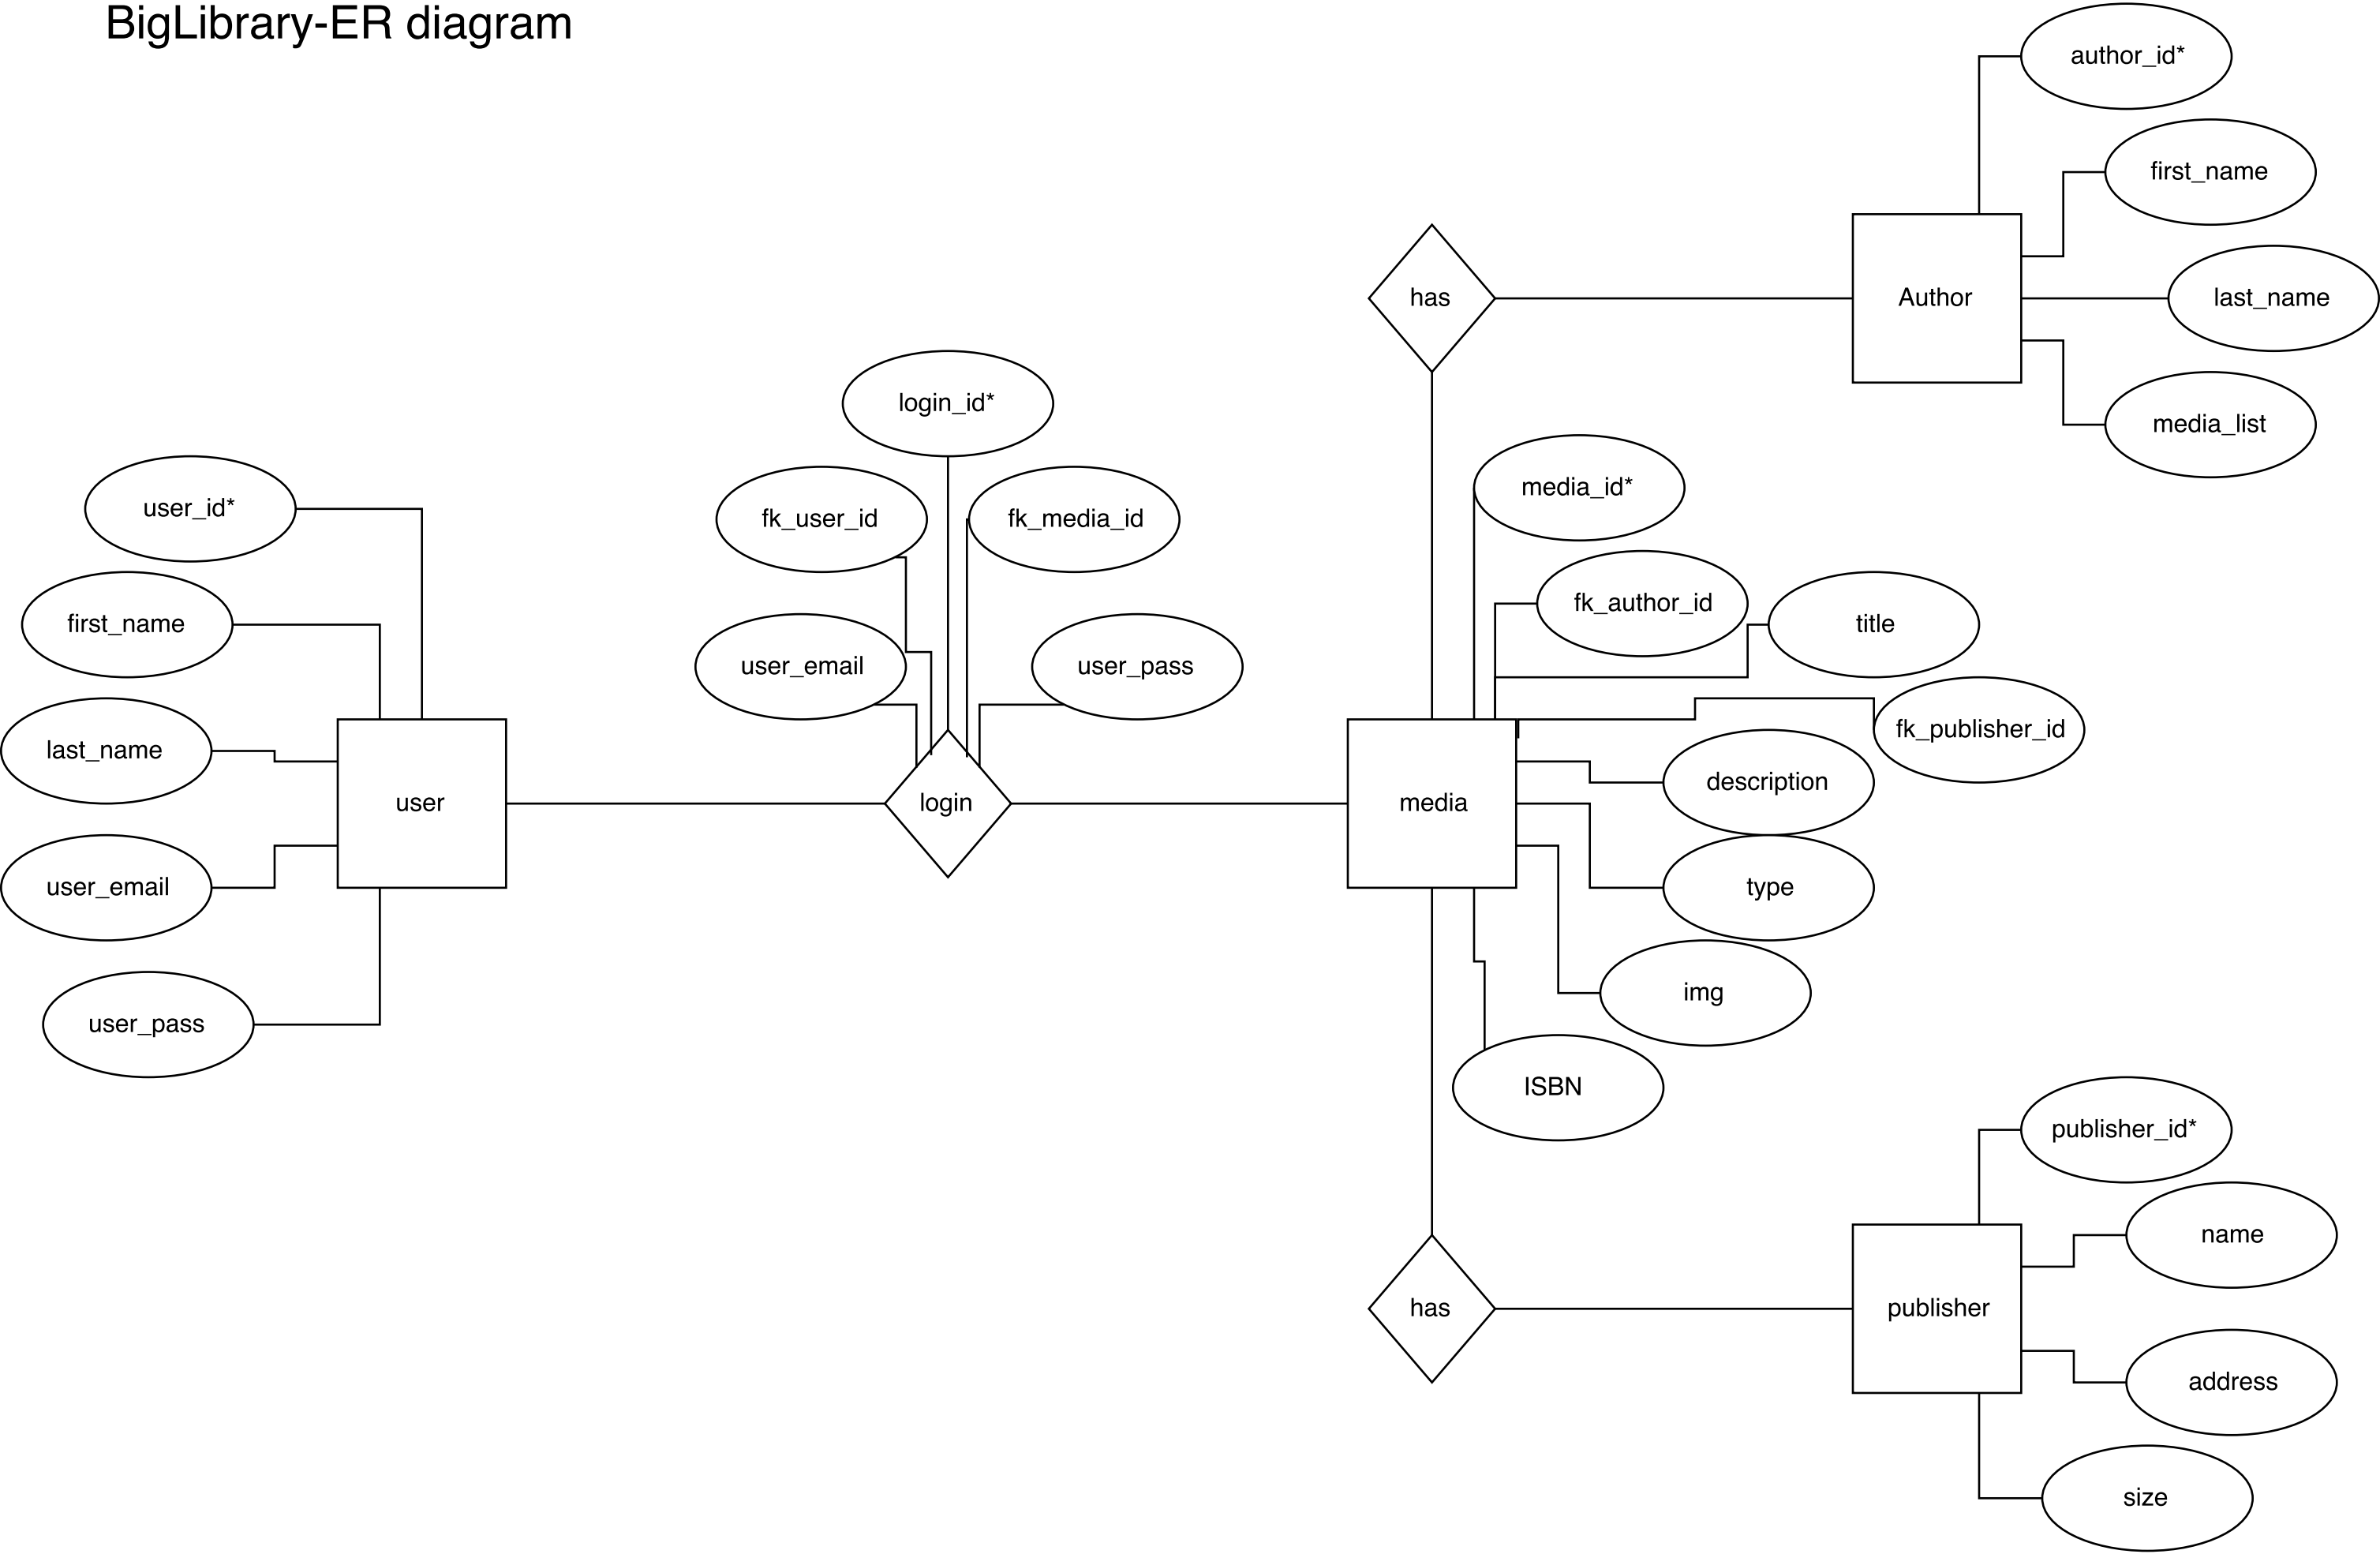 BigLibrary-ER diagram
author_id*
first_name
has
Author
last_name
login_id*
media_list
media_id*
user_id*
fk_user_id
fk_media_id
fk_author_id
title
first_name
user_email
user_pass
fk_publisher_id
last_name
description
user
login
media
user_email
type
img
user_pass
ISBN
publisher_id*
name
has
publisher
address
size